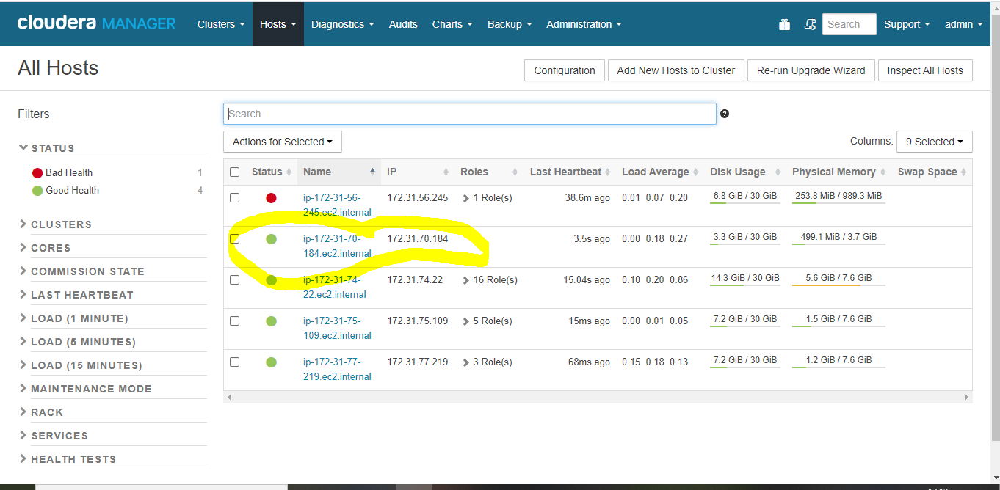 cloudera MANAGER Clusters Hosts Diagnostics Audits Charts Backup Administration Search Support admin
All Hosts
Configuration Add New Hosts to Cluster Re-run Upgrade Wizard Inspect All Hosts
Filters
Search
Actions for Selected Columns: 9 Selected
STATUS
Bad Health 1
Good Health 4
CLUSTERS
CORES
COMMISSION STATE
LAST HEARTBEAT
LOAD (1 MINUTE)
LOAD (5 MINUTES)
LOAD (15 MINUTES)
MAINTENANCE MODE
RACK
SERVICES
HEALTH TESTS
Status Name IP Roles Last Heartbeat Load Average Disk Usage Physical Memory Swap Space
ip-172-31-56- 172.31.56.245 1 Role(s) 38.6m ago 0.01 0.07 0.20 6.8 GiB / 30 GiB 253.8 MiB / 989.3 MiB
245.ec2.internal
ip-172-31-70- 172.31.70.184 3.5s ago 0.00 0.18 0.27 3.3 GiB / 30 GiB 499.1 MiB / 3.7 GiB
184.ec2.internal
ip-172-31-74- 172.31.74.22 16 Role(s) 15.04s ago 0.10 0.20 0.86 14.3 GiB / 30 GiB 5.6 GiB / 7.6 GiB
22.ec2.internal
ip-172-31-75- 172.31.75.109 5 Role(s) 15ms ago 0.00 0.01 0.05 7.2 GiB / 30 GiB 1.5 GiB / 7.6 GiB
109.ec2.internal
ip-172-31-77- 172.31.77.219 3 Role(s) 68ms ago 0.15 0.18 0.13 7.2 GiB / 30 GiB 1.2 GiB / 7.6 GiB
219.ec2.internal